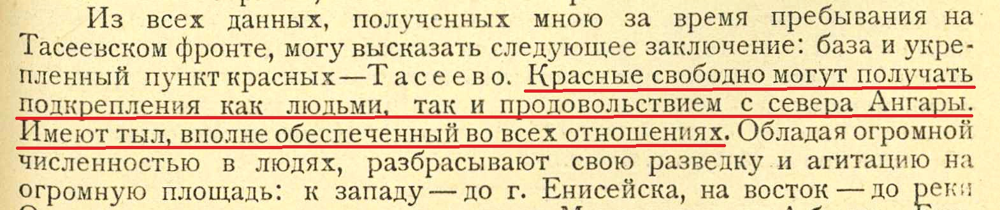 Из всех данных, полученных мною за время пребывания на
Тасеевском фронте, могу высказать следующее заключение: база и укре-
пленный пункт красных—Тасеево. Красные свободно могут получать
подкрепления как людьми, так и продовольствием с севера Ангары.
Имеют тыл, вполне обеспеченный во всех отношениях. Обладая огромной
численностью в людях, разбрасывают свою разведку и агитацию на
огромную площадь: к западу — до г. Енисейска, на восток — до реки